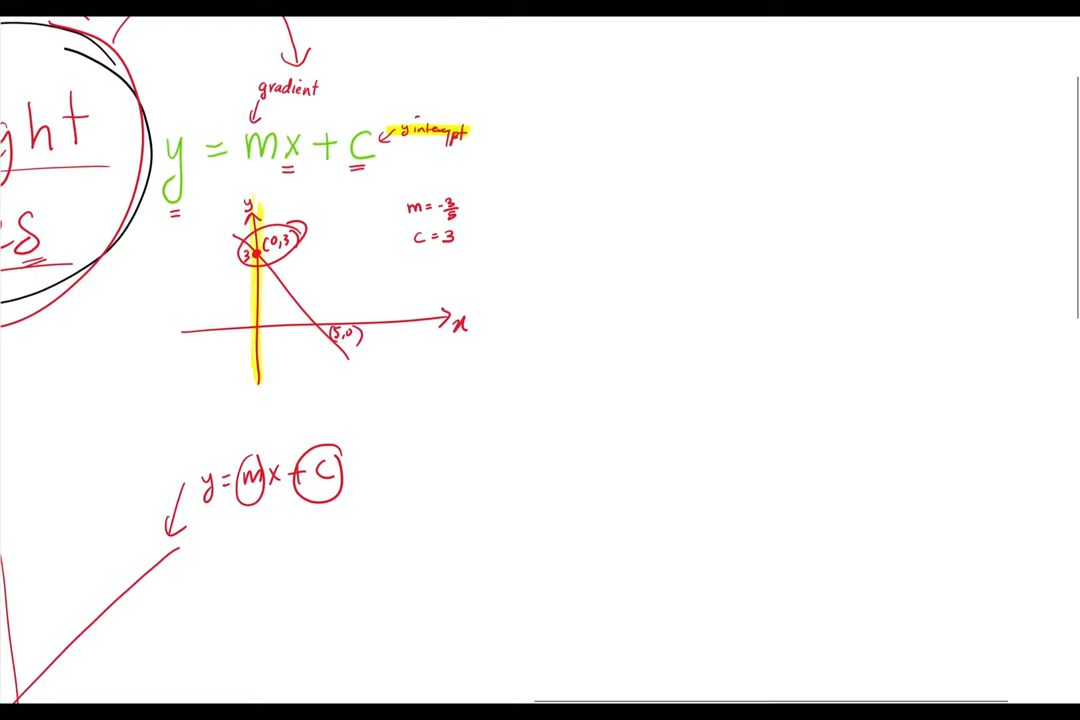 ght
gradient
y = mx + c
y intercept
y
m = -3/5
c = 3
(0,3)
3
x
(5,0)
y = mx + c